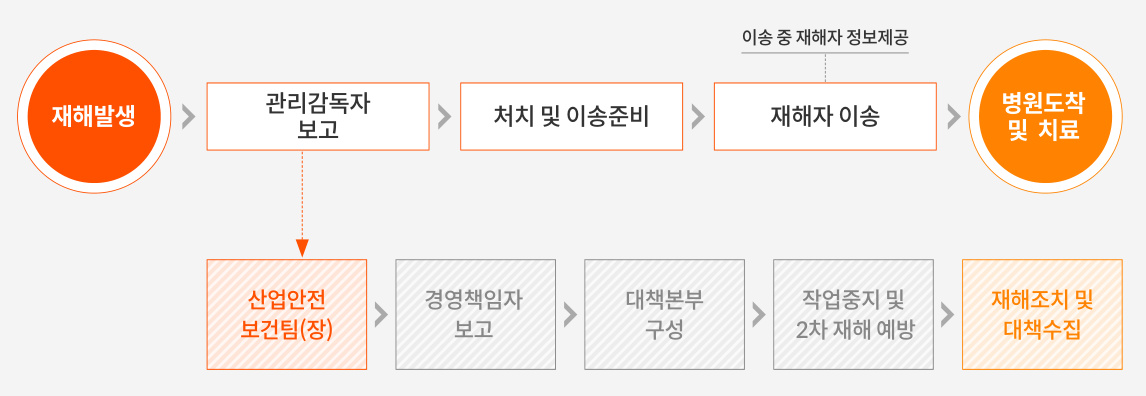 이송 중 재해자 정보제공
재해발생
관리감독자
보고
처치 및 이송준비
재해자 이송
병원도착
및 치료
산업안전
보건팀(장)
경영책임자
보고
대책본부
구성
작업중지 및
2차 재해 예방
재해조치 및
대책수집